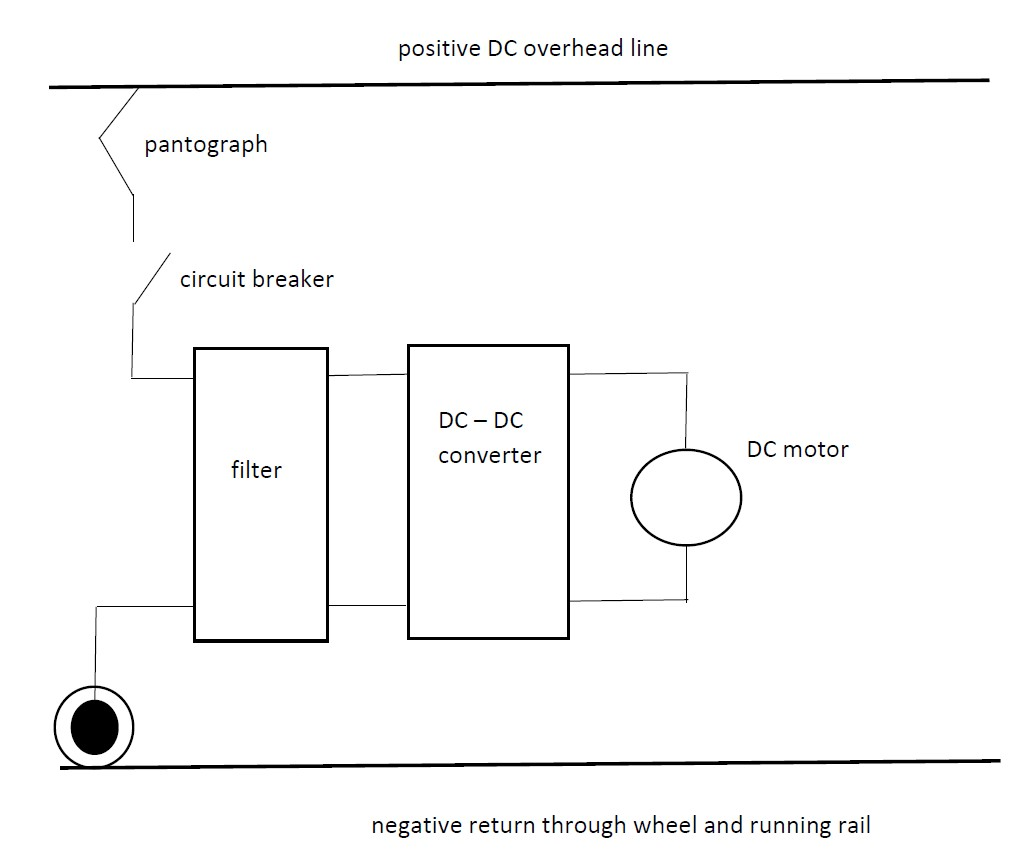 positive DC overhead line
pantograph
circuit breaker
filter
DC – DC
converter
DC motor
negative return through wheel and running rail